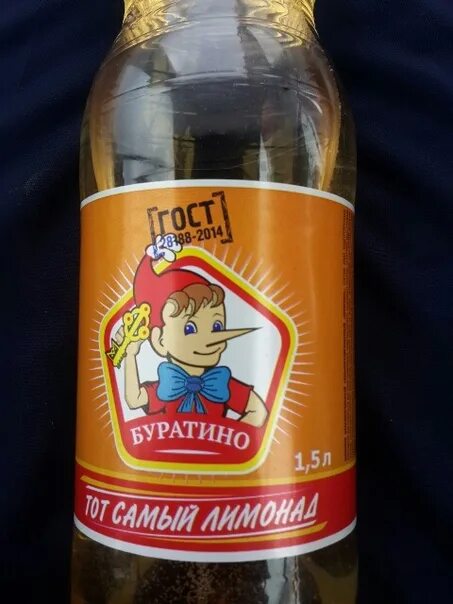 ГОСТ
28188-2014
БУРАТИНО
1,5 л
ТОТ САМЫЙ ЛИМОНАД